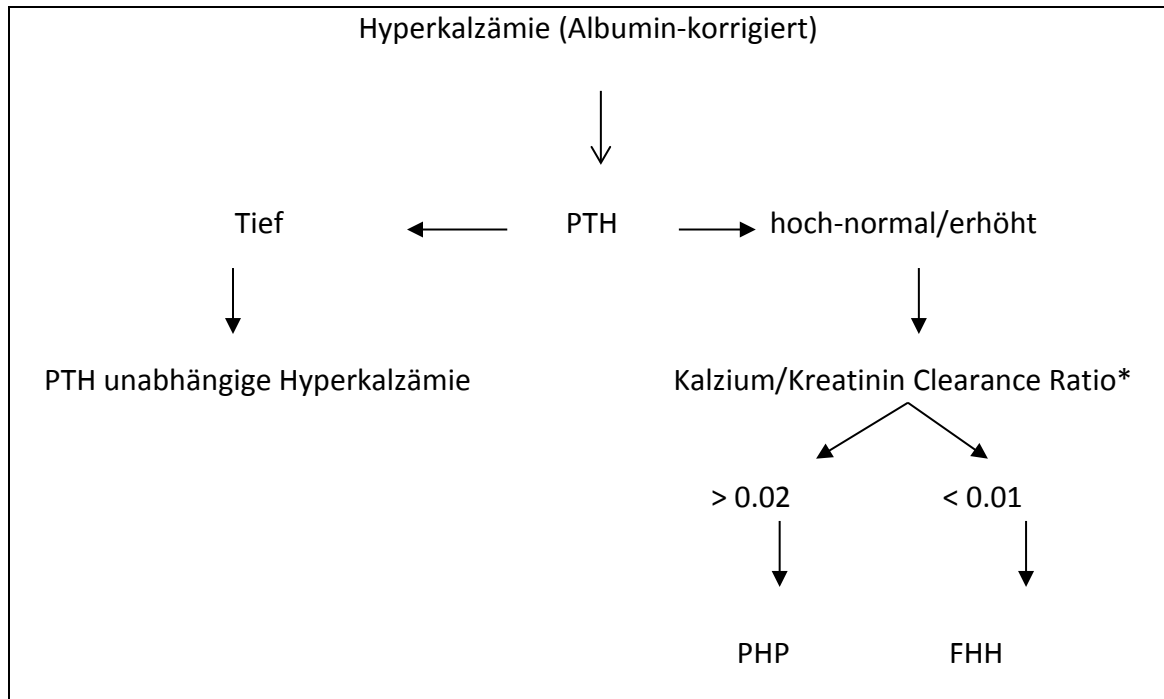 Hyperkalzämie (Albumin-korrigiert)
Tief PTH hoch-normal/erhöht
PTH unabhängige Hyperkalzämie Kalzium/Kreatinin Clearance Ratio*
> 0.02 < 0.01
PHP FHH